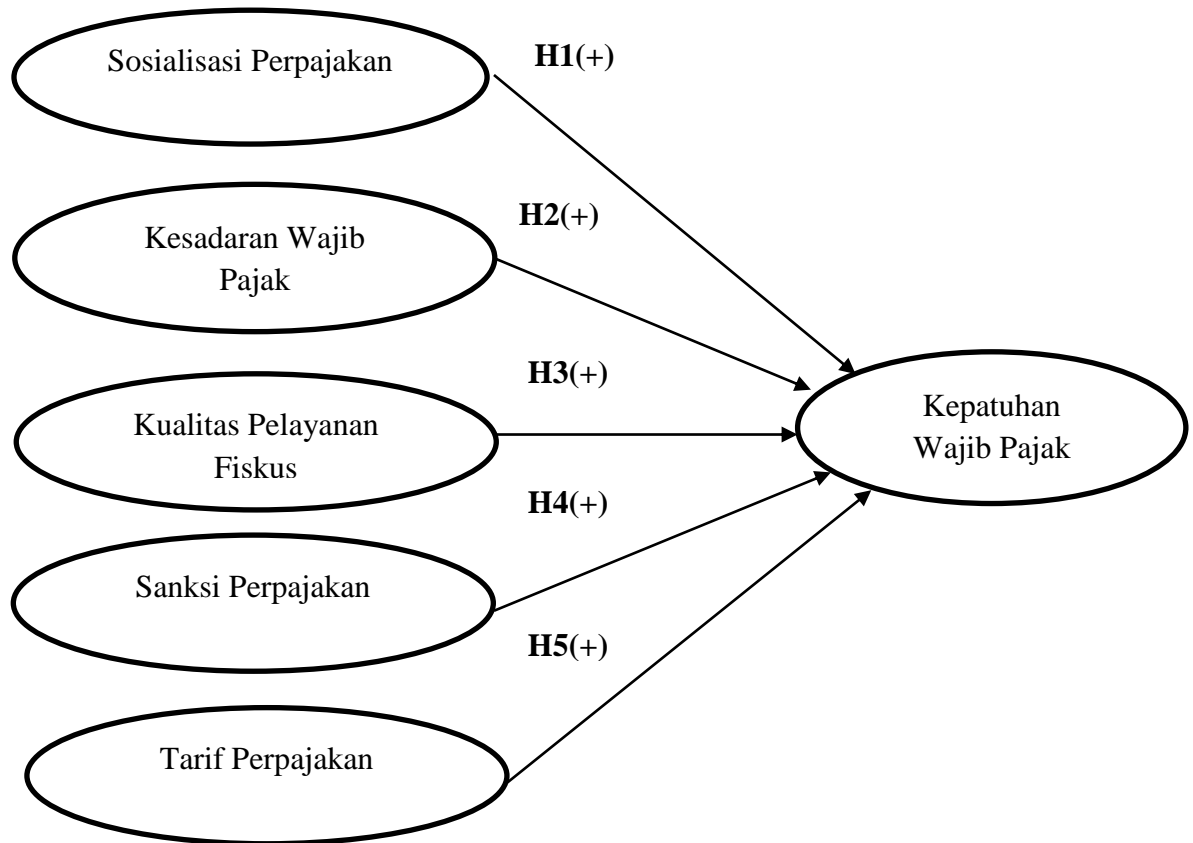 Sosialisasi Perpajakan
H1(+)
Kesadaran Wajib
Pajak
H2(+)
Kualitas Pelayanan
Fiskus
H3(+)
Sanksi Perpajakan
H4(+)
Tarif Perpajakan
H5(+)
Kepatuhan
Wajib Pajak